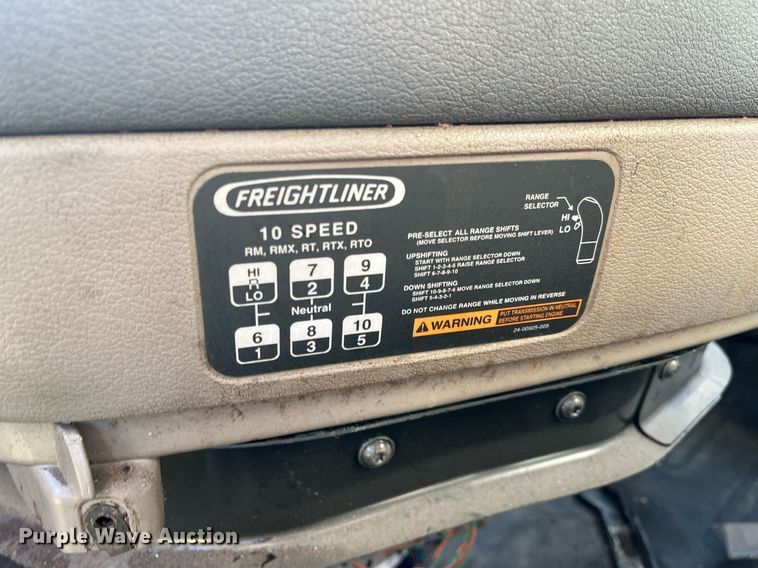 FREIGHTLINER
10 SPEED
RM, RMX, RT, RTX, RTO
HI
R
LO
7
2
9
4
Neutral
6
1
8
3
10
5
RANGE
SELECTOR
HI
LO
PRE-SELECT ALL RANGE SHIFTS
(MOVE SELECTOR BEFORE MOVING SHIFT LEVER)
UPSHIFTING
START WITH RANGE SELECTOR DOWN
SHIFT 1-2-3-4-5 RAISE RANGE SELECTOR
SHIFT 6-7-8-9-10
DOWN SHIFTING
SHIFT 10-9-8-7-6 MOVE RANGE SELECTOR DOWN
SHIFT 5-4-3-2-1
DO NOT CHANGE RANGE WHILE MOVING IN REVERSE
WARNING
PUT TRANSMISSION IN NEUTRAL
BEFORE STARTING ENGINE
24-00925-005
Purple Wave Auction